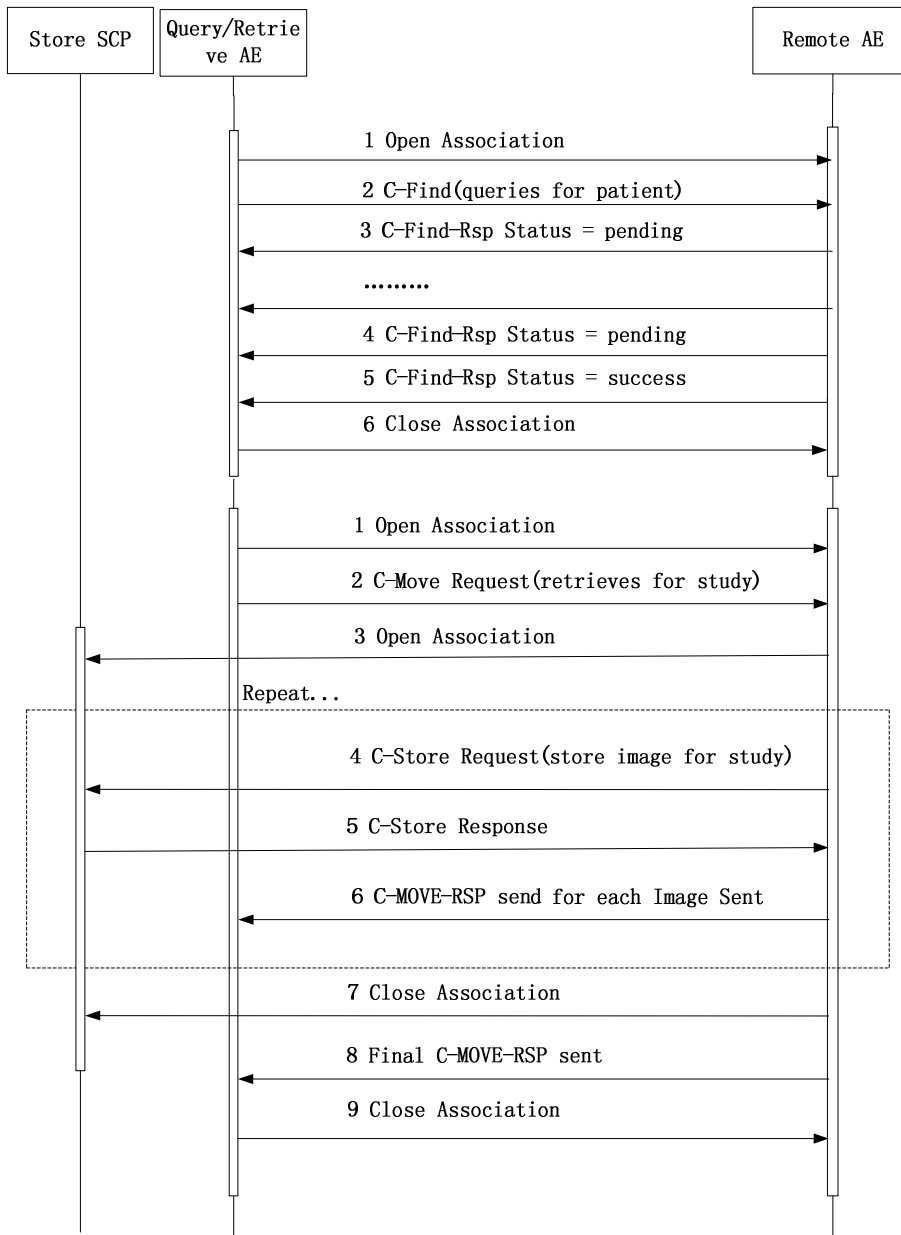 Store SCP
Query/Retrie
ve AE
Remote AE
1 Open Association
2 C-Find(queries for patient)
3 C-Find-Rsp Status = pending
………
4 C-Find-Rsp Status = pending
5 C-Find-Rsp Status = success
6 Close Association
1 Open Association
2 C-Move Request(retrieves for study)
3 Open Association
Repeat...
4 C-Store Request(store image for study)
5 C-Store Response
6 C-MOVE-RSP send for each Image Sent
7 Close Association
8 Final C-MOVE-RSP sent
9 Close Association